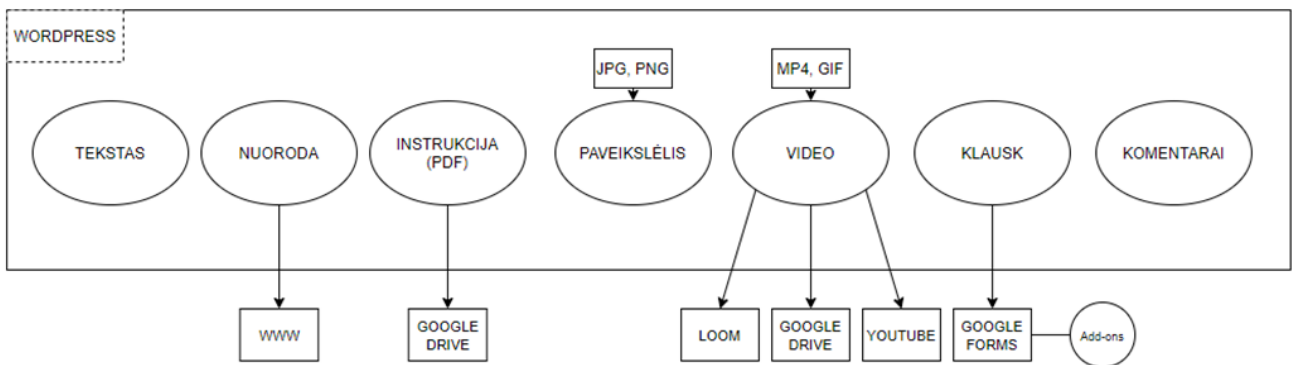 WORDPRESS
JPG, PNG
MP4, GIF
TEKSTAS
NUORODA
INSTRUKCIJA
(PDF)
PAVEIKSLĖLIS
VIDEO
KLAUSK
KOMENTARAI
WWW
GOOGLE
DRIVE
LOOM
GOOGLE
DRIVE
YOUTUBE
GOOGLE
FORMS
Add-ons